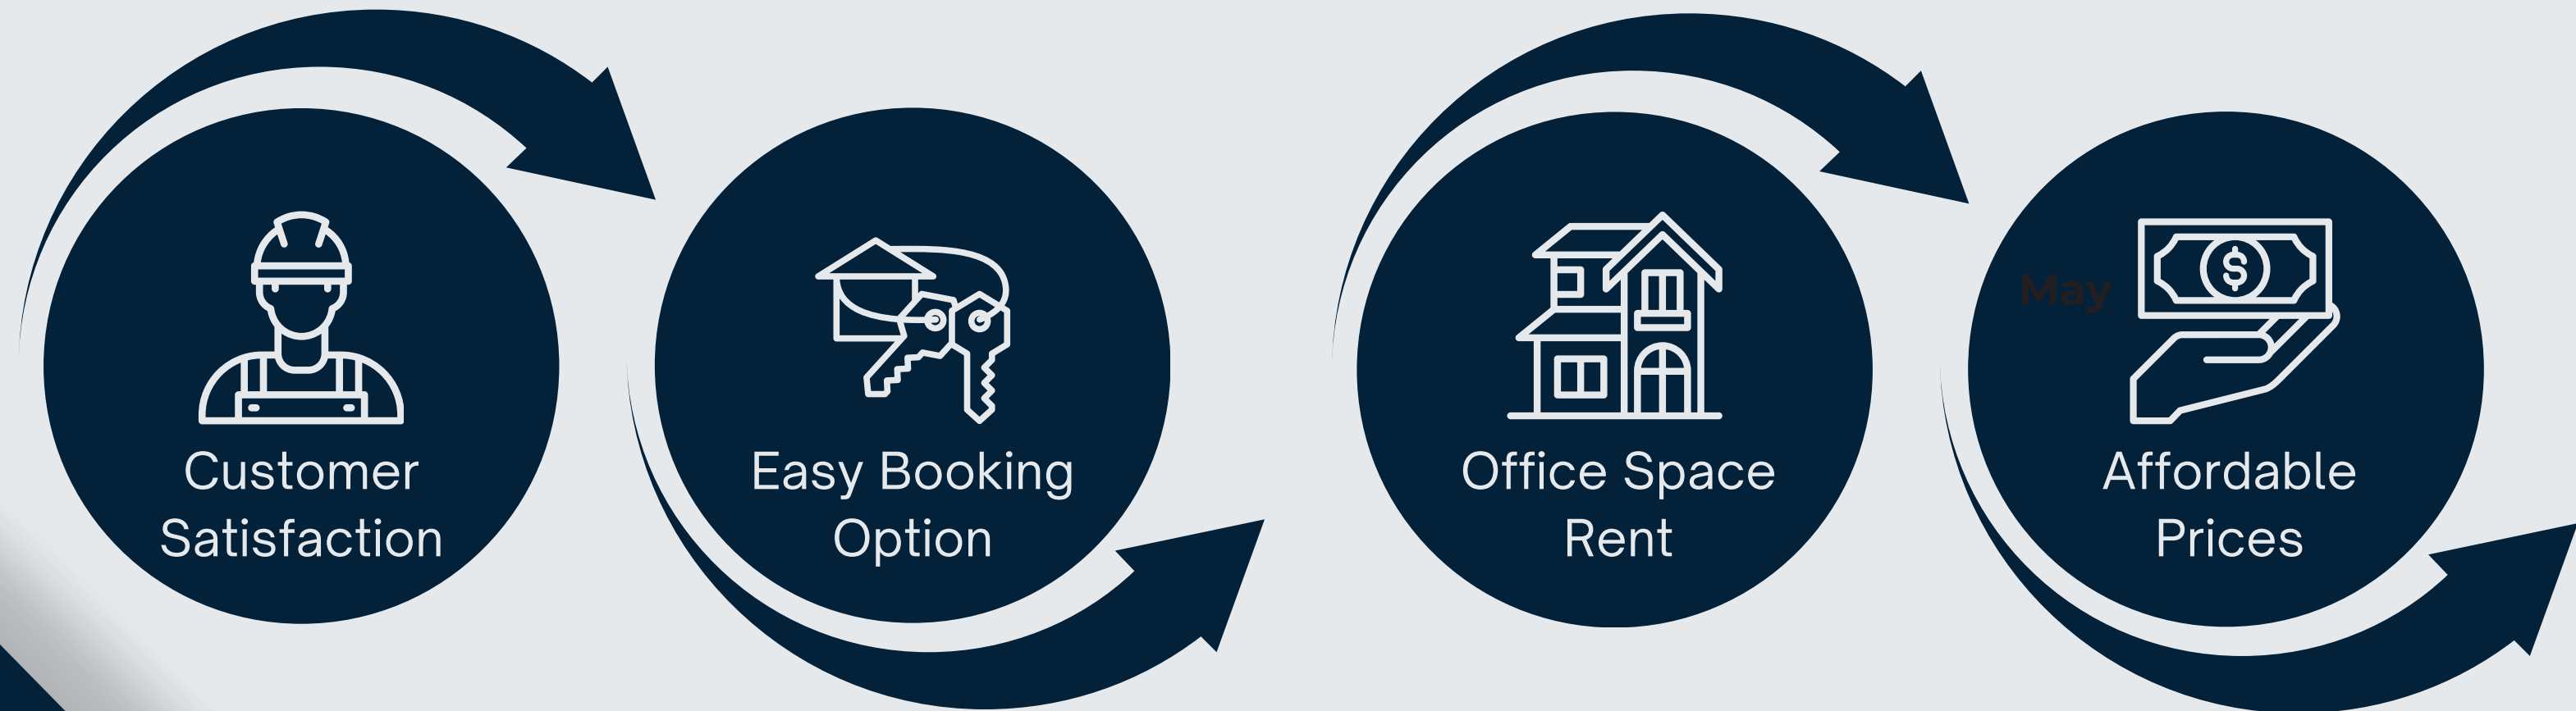 Customer
Satisfaction
Easy Booking
Option
Office Space
Rent
May
$
Affordable
Prices